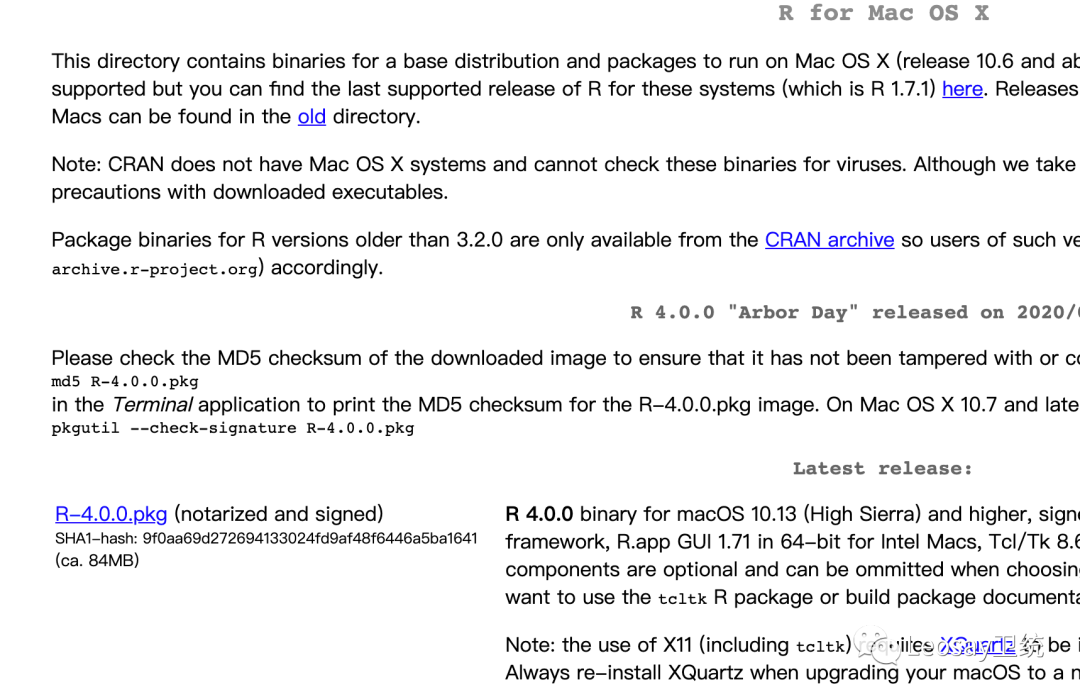 R for Mac OS X
This directory contains binaries for a base distribution and packages to run on Mac OS X (release 10.6 and
supported but you can find the last supported release of R for these systems (which is R 1.7.1) here. Releases
Macs can be found in the old directory.
Note: CRAN does not have Mac OS X systems and cannot check these binaries for viruses. Although we take
precautions with downloaded executables.
Package binaries for R versions older than 3.2.0 are only available from the CRAN archive so users of such
archive.r-project.org) accordingly.
R 4.0.0 "Arbor Day" released on 2020/
Please check the MD5 checksum of the downloaded image to ensure that it has not been tampered with or
md5 R-4.0.0.pkg
in the Terminal application to print the MD5 checksum for the R-4.0.0.pkg image. On Mac OS X 10.7 and
pkgutil --check-signature R-4.0.0.pkg
Latest release:
R-4.0.0.pkg (notarized and signed)
SHA1-hash: 9f0aa69d272694133024fd9af48f6446a5ba1641
(ca. 84MB)
R 4.0.0 binary for macOS 10.13 (High Sierra) and higher,
framework, R.app GUI 1.71 in 64-bit for Intel Macs, Tcl/Tk
components are optional and can be ommitted when
want to use the tcltk R package or build package
Note: the use of X11 (including tcltk) requires XQuartz to be
Always re-install XQuartz when upgrading your macOS to a